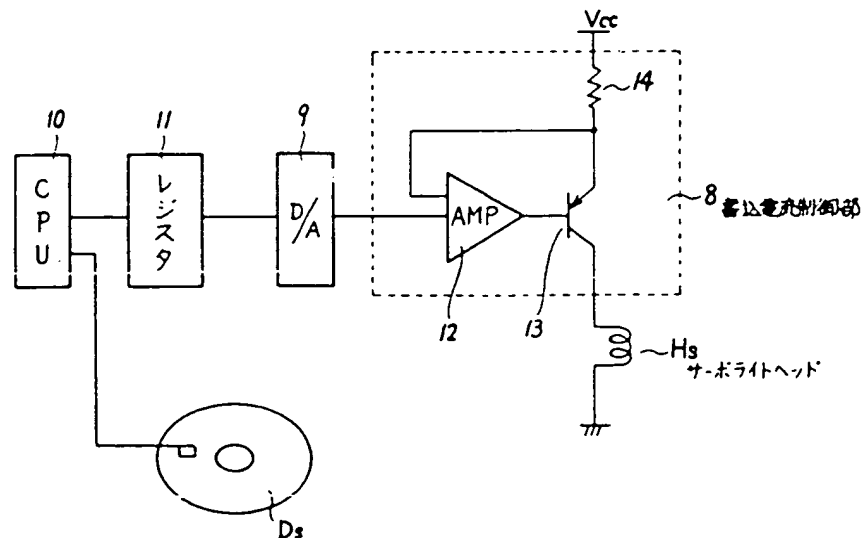 Vcc
14
10
11
9
CPU
レジスタ
D/A
AMP
8 書込電流制御部
12
13
Hs
サーボライトヘッド
Ds